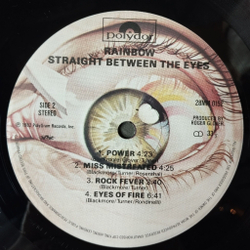 polydor
RAINBOW
STRAIGHT BETWEEN THE EYES
SIDE 2
STEREO
PRODUCED BY
ROGER GLOVER
1. POWER 4:23
2. MISS MISTREATED 4:25
(Blackmore/Turner/Rosenthal)
3. ROCK FEVER 3:40
(Blackmore/Turner)
4. EYES OF FIRE 6:41
(Blackmore/Turner/Rondinelli)